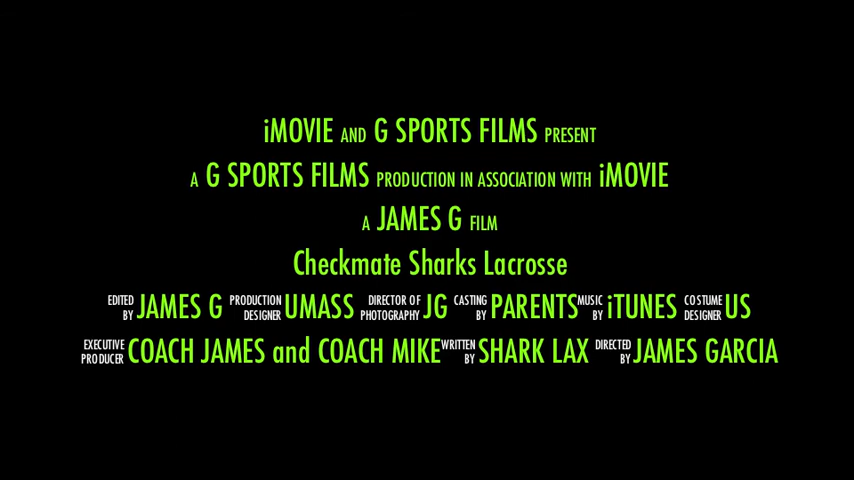 iMOVIE AND G SPORTS FILMS PRESENT
A G SPORTS FILMS PRODUCTION IN ASSOCIATION WITH iMOVIE
A JAMES G FILM
Checkmate Sharks Lacrosse
EDITED BY JAMES G PRODUCTION DESIGNER UMASS DIRECTOR OF PHOTOGRAPHY JG CASTING BY PARENTS MUSIC BY iTUNES COSTUME DESIGNER US
EXECUTIVE PRODUCER COACH JAMES and COACH MIKE WRITTEN BY SHARK LAX DIRECTED BY JAMES GARCIA